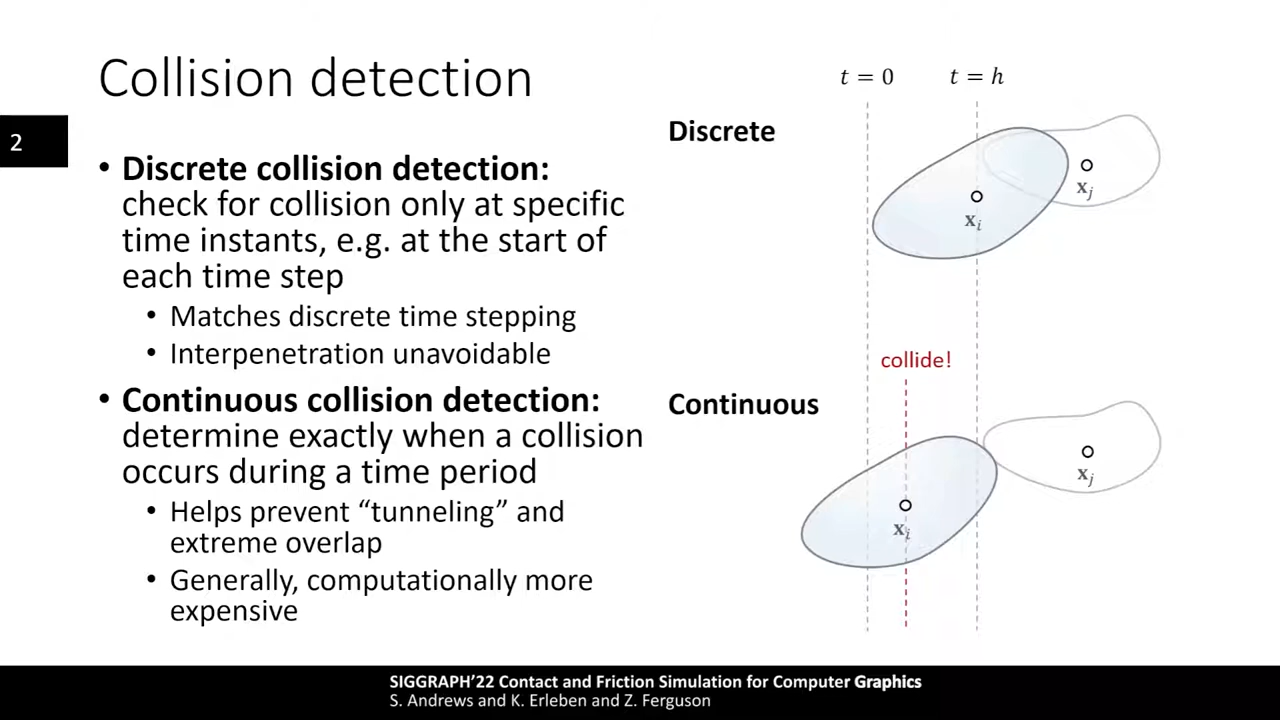 Collision detection
2
• Discrete collision detection:
check for collision only at specific
time instants, e.g. at the start of
each time step
• Matches discrete time stepping
• Interpenetration unavoidable
• Continuous collision detection:
determine exactly when a collision
occurs during a time period
• Helps prevent “tunneling” and
extreme overlap
• Generally, computationally more
expensive
t = 0
t = h
Discrete
x_i
x_j
collide!
Continuous
x_i
x_j
SIGGRAPH’22 Contact and Friction Simulation for Computer Graphics
S. Andrews and K. Erleben and Z. Ferguson